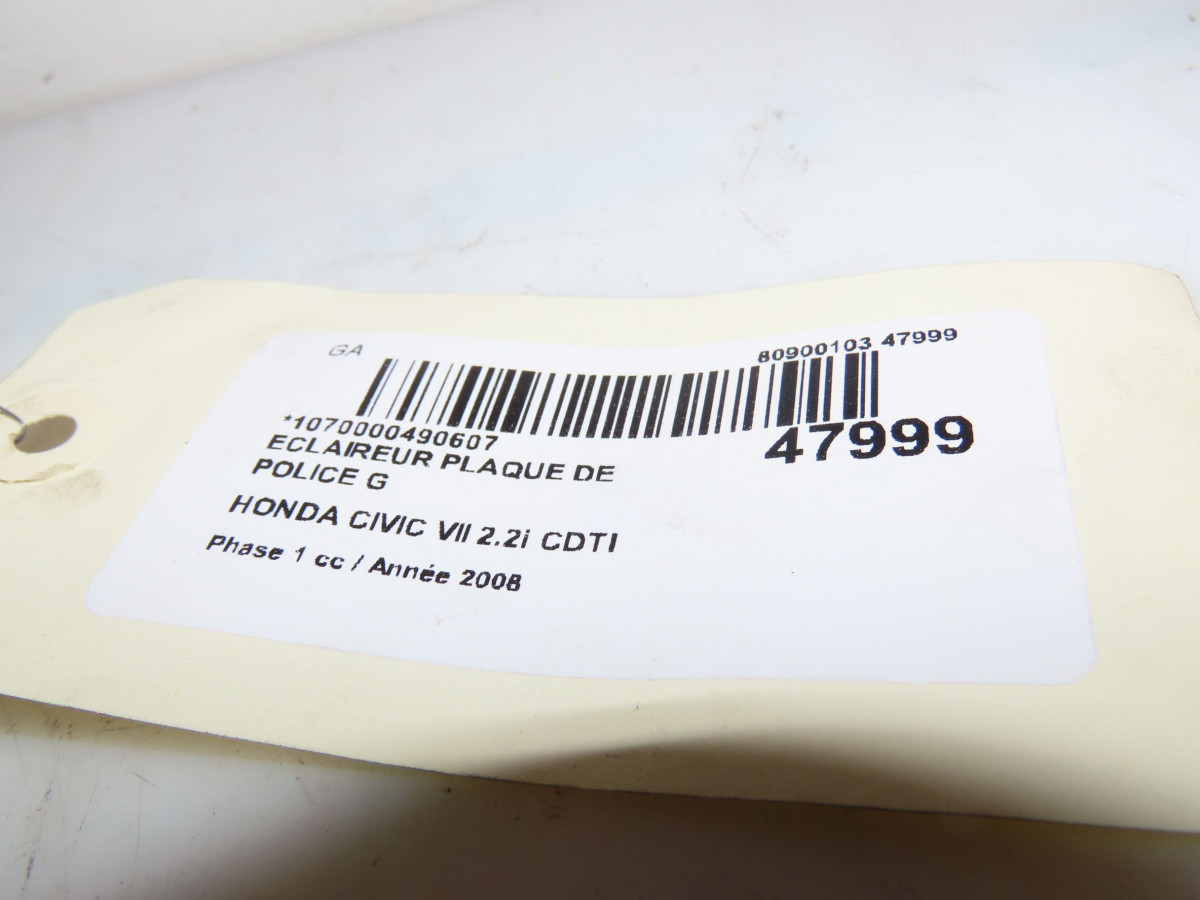 GA
80900103 47999
*1070000490607
47999
ECLAIREUR PLAQUE DE
POLICE G
HONDA CIVIC VII 2.2i CDTI
Phase 1 cc / Année 2008